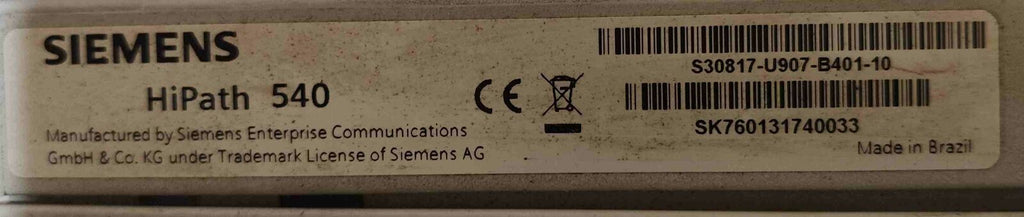 SIEMENS
HiPath 540
Manufactured by Siemens Enterprise Communications
GmbH & Co. KG under Trademark License of Siemens AG
CE
S30817-U907-B401-10
SK760131740033
Made in Brazil